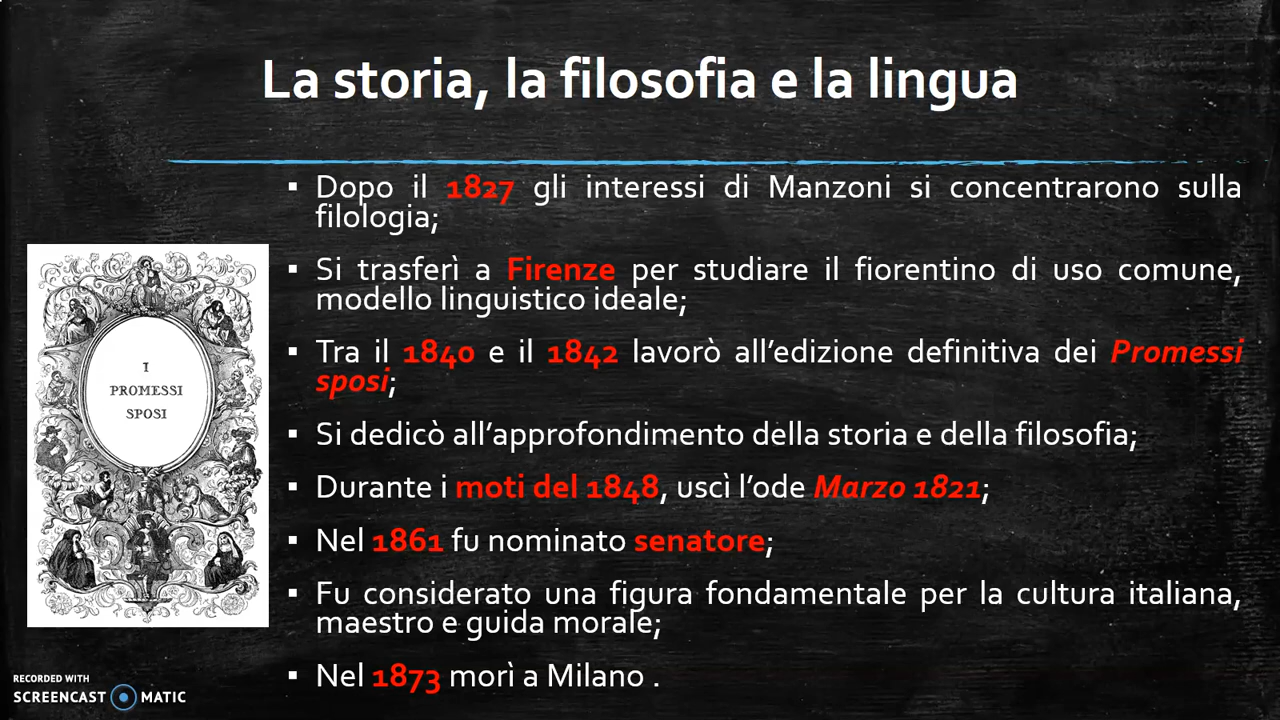 La storia, la filosofia e la lingua
▪ Dopo il 1827 gli interessi di Manzoni si concentrarono sulla
filologia;
▪ Si trasferì a Firenze per studiare il fiorentino di uso comune,
modello linguistico ideale;
▪ Tra il 1840 e il 1842 lavorò all’edizione definitiva dei Promessi
sposi;
▪ Si dedicò all’approfondimento della storia e della filosofia;
▪ Durante i moti del 1848, uscì l’ode Marzo 1821;
▪ Nel 1861 fu nominato senatore;
▪ Fu considerato una figura fondamentale per la cultura italiana,
maestro e guida morale;
▪ Nel 1873 morì a Milano .
I
PROMESSI
SPOSI
RECORDED WITH
SCREENCAST MATIC